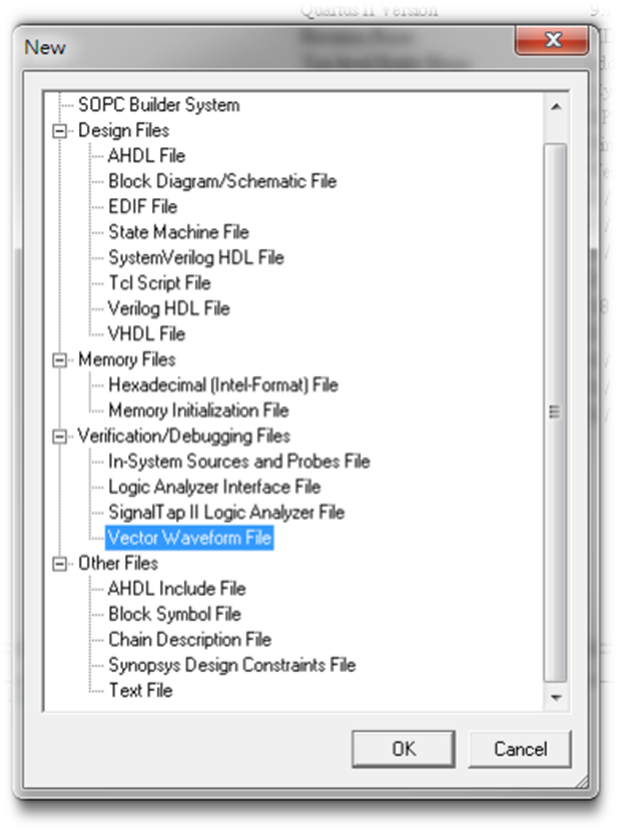 Quartus II Version
New
SOPC Builder System
Design Files
AHDL File
Block Diagram/Schematic File
EDIF File
State Machine File
SystemVerilog HDL File
Tcl Script File
Verilog HDL File
VHDL File
Memory Files
Hexadecimal (Intel-Format) File
Memory Initialization File
Verification/Debugging Files
In-System Sources and Probes File
Logic Analyzer Interface File
SignalTap II Logic Analyzer File
Vector Waveform File
Other Files
AHDL Include File
Block Symbol File
Chain Description File
Synopsys Design Constraints File
Text File
OK
Cancel